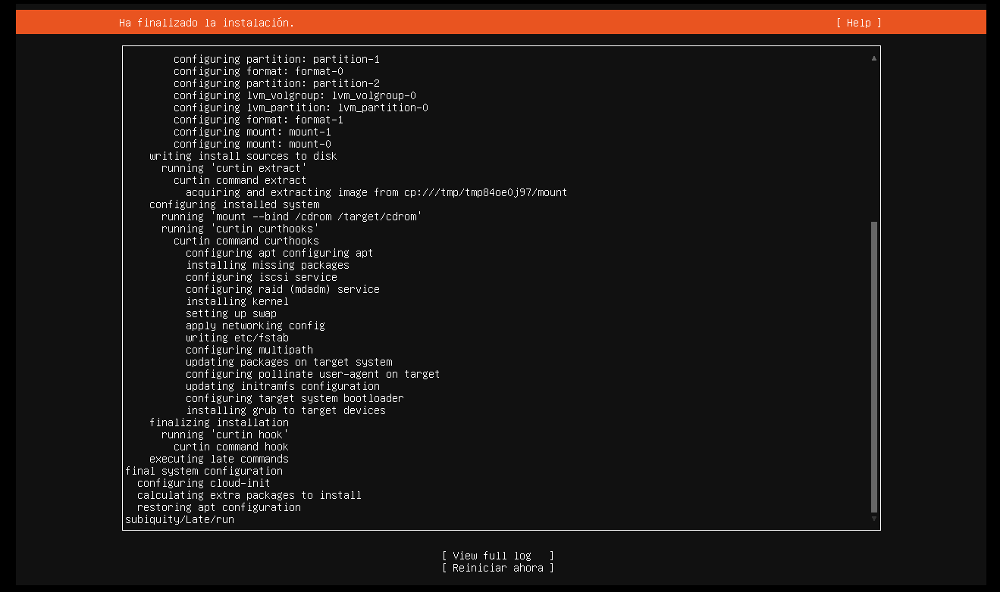 Ha finalizado la instalación.
[ Help ]
configuring partition: partition-1
configuring format: format-0
configuring partition: partition-2
configuring lvm_volgroup: lvm_volgroup-0
configuring lvm_partition: lvm_partition-0
configuring format: format-1
configuring mount: mount-1
configuring mount: mount-0
writing install sources to disk
running 'curtin extract'
curtin command extract
acquiring and extracting image from cp:///tmp/tmp84oe0j97/mount
configuring installed system
running 'mount --bind /cdrom /target/cdrom'
running 'curtin curthooks'
curtin command curthooks
configuring apt configuring apt
installing missing packages
configuring iscsi service
configuring raid (mdadm) service
installing kernel
setting up swap
apply networking config
writing etc/fstab
configuring multipath
updating packages on target system
configuring pollinate user-agent on target
updating initramfs configuration
configuring target system bootloader
installing grub to target devices
finalizing installation
running 'curtin hook'
curtin command hook
executing late commands
final system configuration
configuring cloud-init
calculating extra packages to install
restoring apt configuration
subiquity/Late/run
[ View full log ]
[ Reiniciar ahora ]